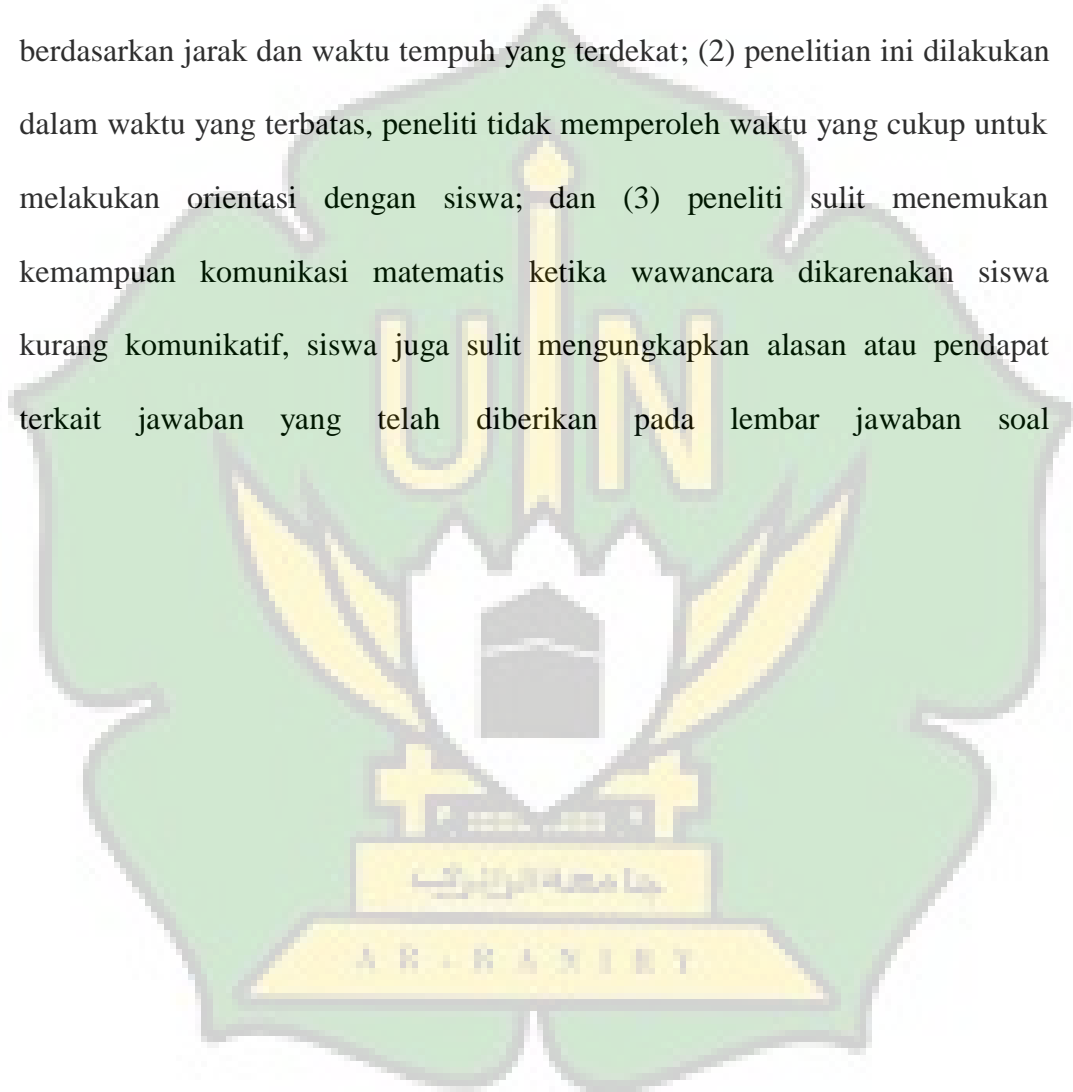 berdasarkan jarak dan waktu tempuh yang terdekat; (2) penelitian ini dilakukan
dalam waktu yang terbatas, peneliti tidak memperoleh waktu yang cukup untuk
melakukan orientasi dengan siswa; dan (3) peneliti sulit menemukan
kemampuan komunikasi matematis ketika wawancara dikarenakan siswa
kurang komunikatif, siswa juga sulit mengungkapkan alasan atau pendapat
terkait jawaban yang telah diberikan pada lembar jawaban soal
UIN
جامعة الرانري
AR-RANIRY